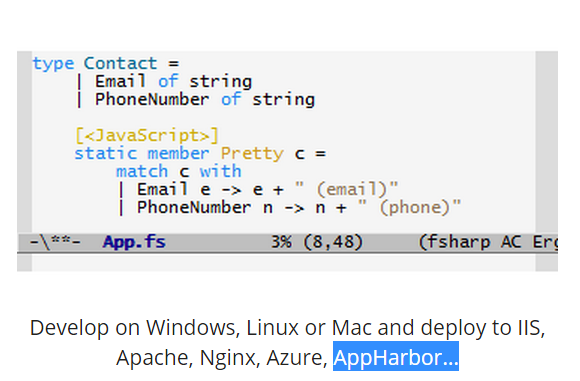 type Contact =
    | Email of string
    | PhoneNumber of string
    [<JavaScript>]
    static member Pretty c =
        match c with
        | Email e -> e + " (email)"
        | PhoneNumber n -> n + " (phone)"
-\**-  App.fs          3% (8,48)     (fsharp AC Erg
Develop on Windows, Linux or Mac and deploy to IIS,
Apache, Nginx, Azure, AppHarbor...